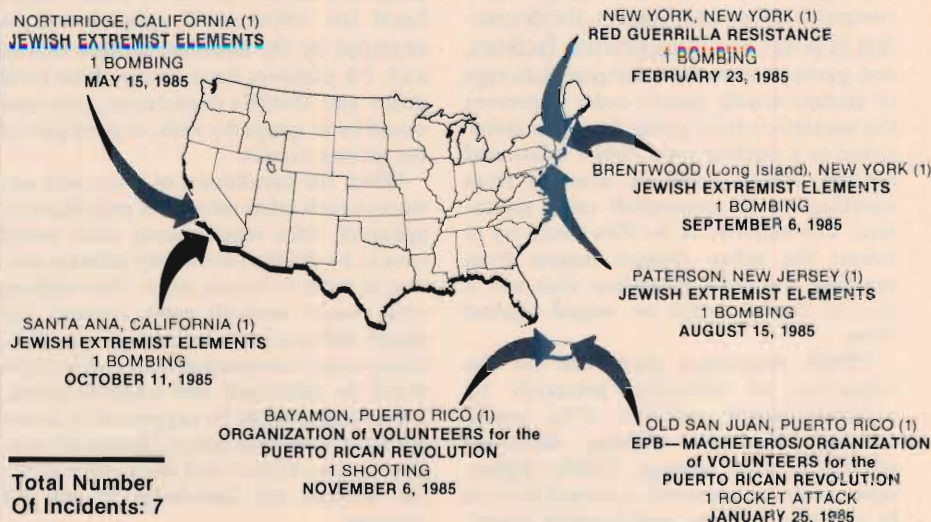 NORTHRIDGE, CALIFORNIA (1)
JEWISH EXTREMIST ELEMENTS
1 BOMBING
MAY 15, 1985
NEW YORK, NEW YORK (1)
RED GUERRILLA RESISTANCE
1 BOMBING
FEBRUARY 23, 1985
BRENTWOOD (Long Island), NEW YORK (1)
JEWISH EXTREMIST ELEMENTS
1 BOMBING
SEPTEMBER 6, 1985
PATERSON, NEW JERSEY (1)
JEWISH EXTREMIST ELEMENTS
1 BOMBING
AUGUST 15, 1985
SANTA ANA, CALIFORNIA (1)
JEWISH EXTREMIST ELEMENTS
1 BOMBING
OCTOBER 11, 1985
BAYAMON, PUERTO RICO (1)
ORGANIZATION OF VOLUNTEERS for the
PUERTO RICAN REVOLUTION
1 SHOOTING
NOVEMBER 6, 1985
OLD SAN JUAN, PUERTO RICO (1)
EPB— MACHETEROS/ORGANIZATION
of VOLUNTEERS for the
PUERTO RICAN REVOLUTION
1 ROCKET ATTACK
JANUARY 25, 1985
Total Number
Of Incidents: 7